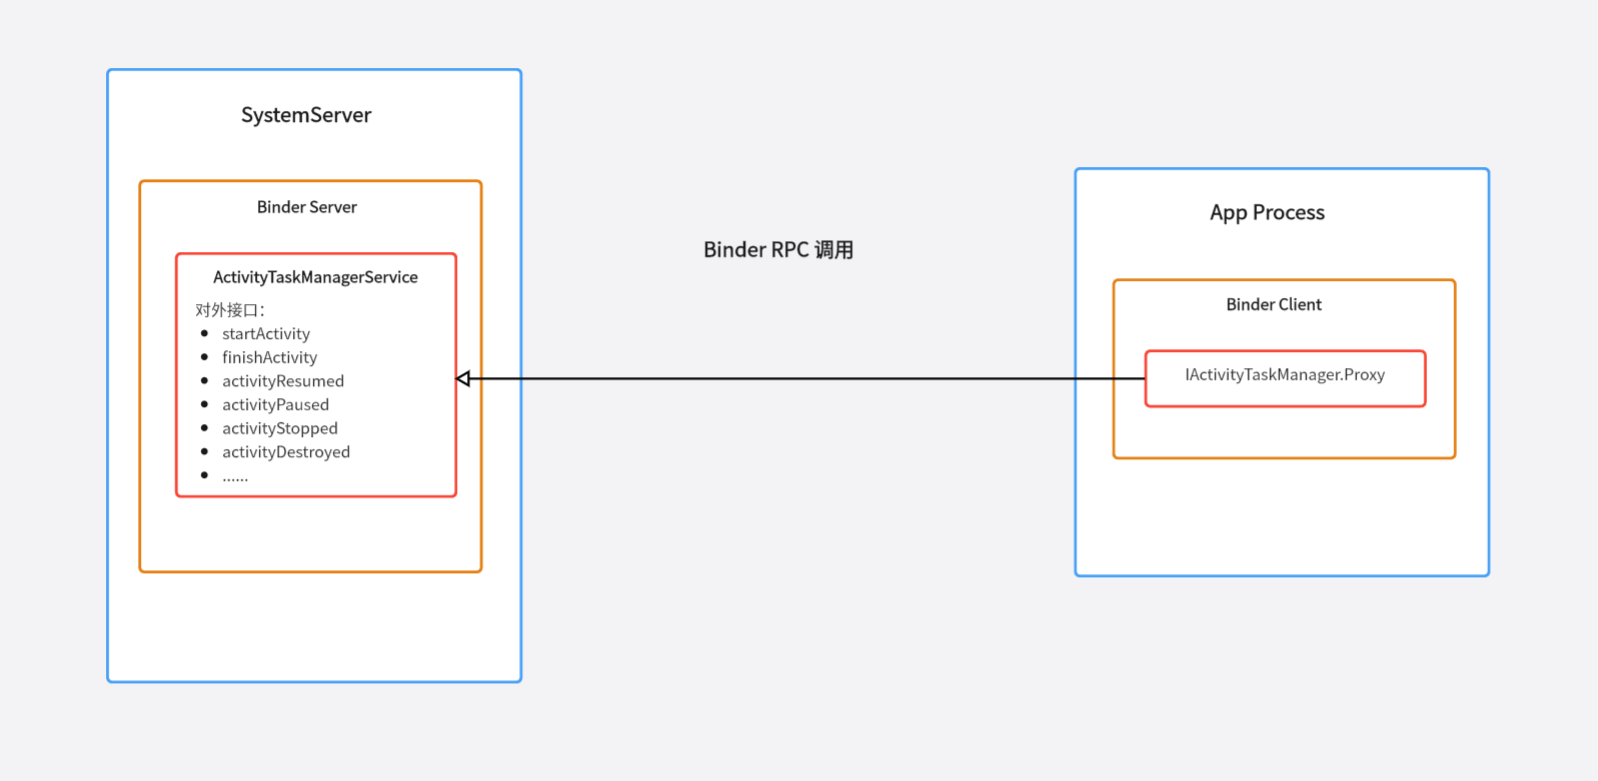 SystemServer
Binder Server
ActivityTaskManagerService
对外接口：
• startActivity
• finishActivity
• activityResumed
• activityPaused
• activityStopped
• activityDestroyed
• ......
Binder RPC 调用
App Process
Binder Client
IActivityTaskManager.Proxy